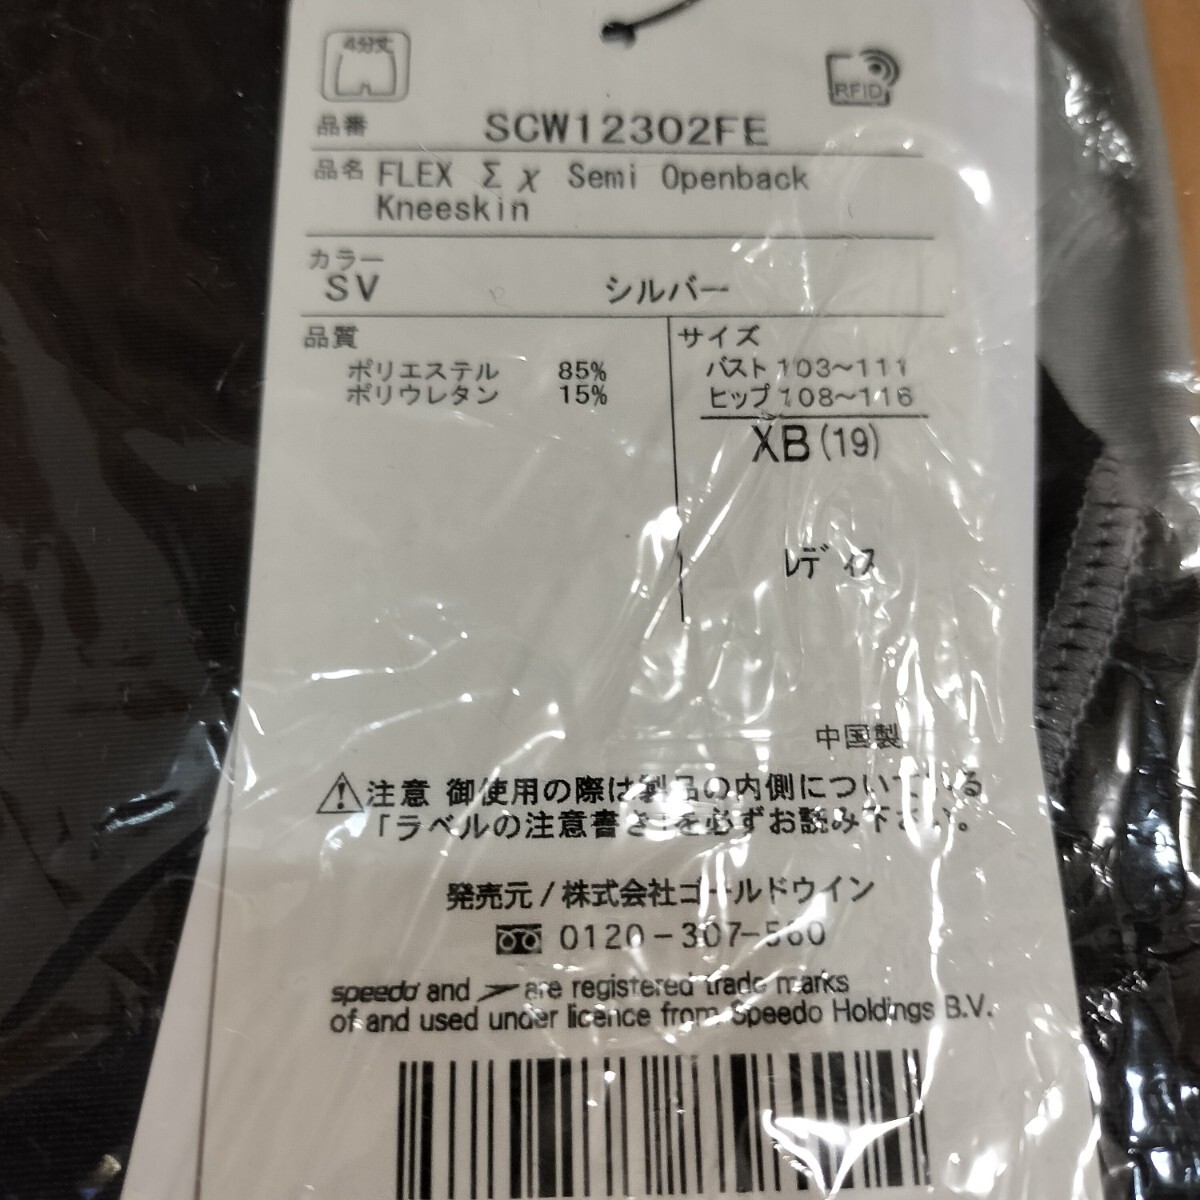 4分丈
RFID
品番 SCW12302FE
品名 FLEX Σχ Semi Openback
Kneeskin
カラー
SV シルバー
品質
ポリエステル 85%
ポリウレタン 15%
サイズ
バスト 103~111
ヒップ 108~116
XB(19)
レディス
中国製
注意 御使用の際は製品の内側についている
「ラベルの注意書き」を必ずお読み下さい。
発売元/株式会社ゴールドウイン
0120-307-560
speedo and are registered trade marks
of and used under licence from Speedo Holdings B.V.